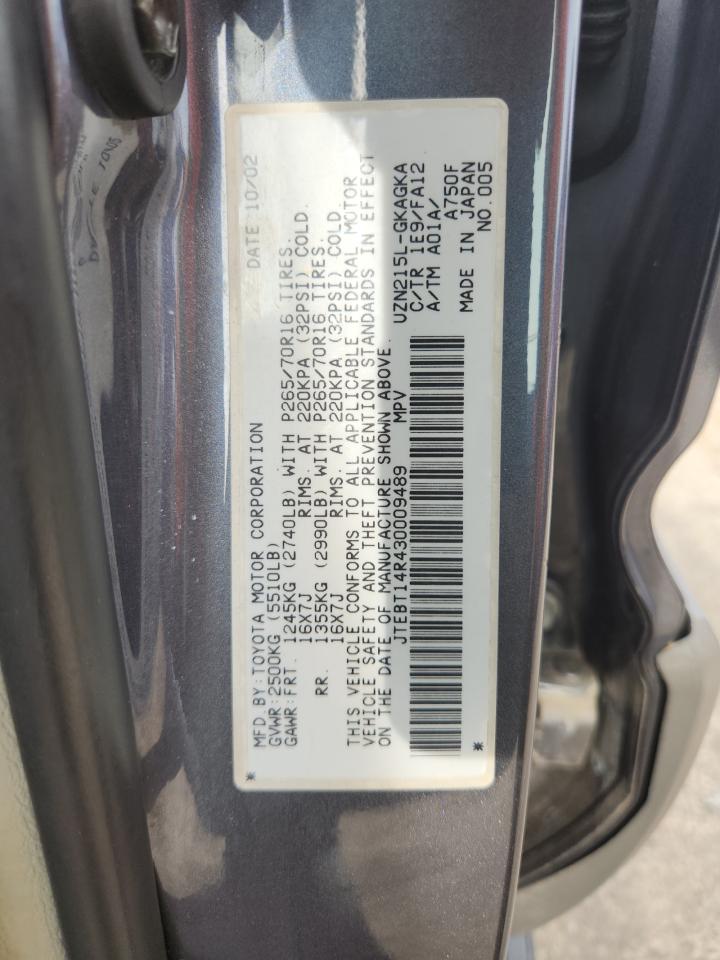 MFD. BY: TOYOTA MOTOR CORPORATION DATE 10/02
GVWR: 2500KG (5510LB)
GAWR: FRT. 1245KG (2740LB) WITH P265/70R16 TIRES.
16X7J RIMS. AT 220KPA (32PSI) COLD.
RR. 1355KG (2990LB) WITH P265/70R16 TIRES.
16X7J RIMS. AT 220KPA (32PSI) COLD.
THIS VEHICLE CONFORMS TO ALL APPLICABLE FEDERAL MOTOR
VEHICLE SAFETY AND THEFT PREVENTION STANDARDS IN EFFECT
ON THE DATE OF MANUFACTURE SHOWN ABOVE.
JTEBT14R430009489 MPV
UZN215L-GKAGKA
C/TR 1E9/FA12
A/TM A01A/
A750F
MADE IN JAPAN
NO. 005